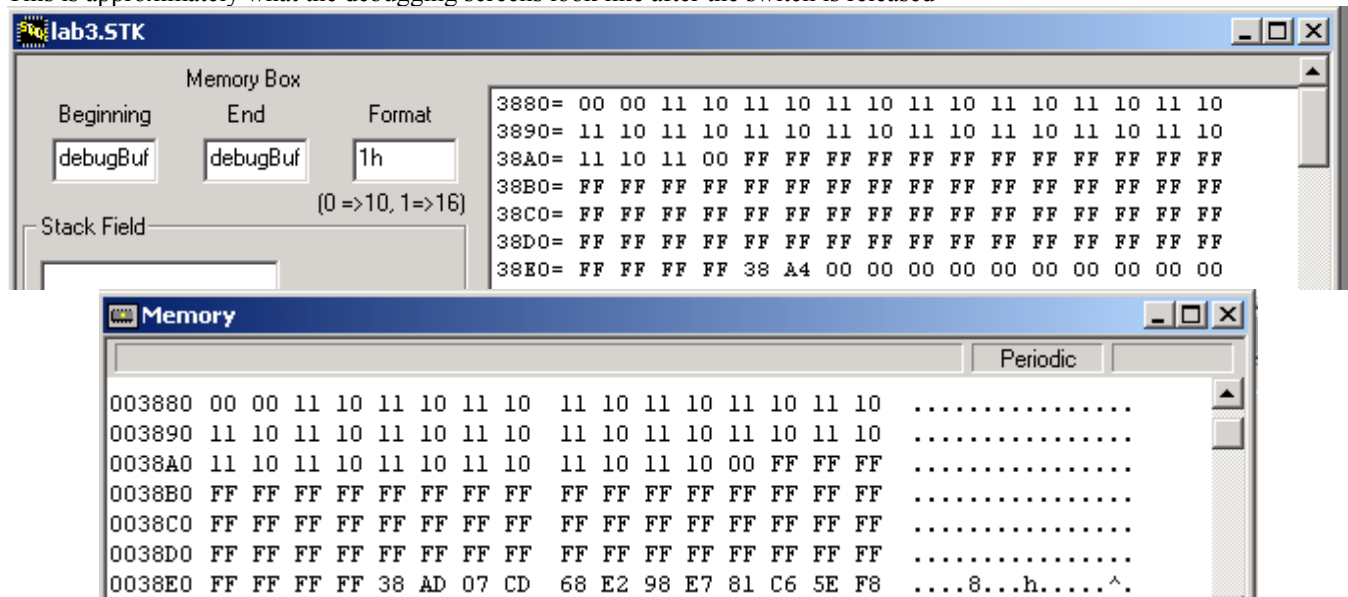 This is approximately what the debugging screens look like after the switch is released
lab3.STK
Memory Box
Beginning End Format
debugBuf debugBuf 1h
(0 =>10, 1=>16)
Stack Field
3880= 00 00 11 10 11 10 11 10 11 10 11 10 11 10 11 10
3890= 11 10 11 10 11 10 11 10 11 10 11 10 11 10 11 10
38A0= 11 10 11 00 FF FF FF FF FF FF FF FF FF FF FF FF
38B0= FF FF FF FF FF FF FF FF FF FF FF FF FF FF FF FF
38C0= FF FF FF FF FF FF FF FF FF FF FF FF FF FF FF FF
38D0= FF FF FF FF FF FF FF FF FF FF FF FF FF FF FF FF
38E0= FF FF FF FF 38 A4 00 00 00 00 00 00 00 00 00 00
Memory
Periodic
003880 00 00 11 10 11 10 11 10 11 10 11 10 11 10 11 10 ................
003890 11 10 11 10 11 10 11 10 11 10 11 10 11 10 11 10 ................
0038A0 11 10 11 10 11 10 11 10 11 10 11 10 00 FF FF FF ................
0038B0 FF FF FF FF FF FF FF FF FF FF FF FF FF FF FF FF ................
0038C0 FF FF FF FF FF FF FF FF FF FF FF FF FF FF FF FF ................
0038D0 FF FF FF FF FF FF FF FF FF FF FF FF FF FF FF FF ................
0038E0 FF FF FF FF 38 AD 07 CD 68 E2 98 E7 81 C6 5E F8 ....8...h.....^.